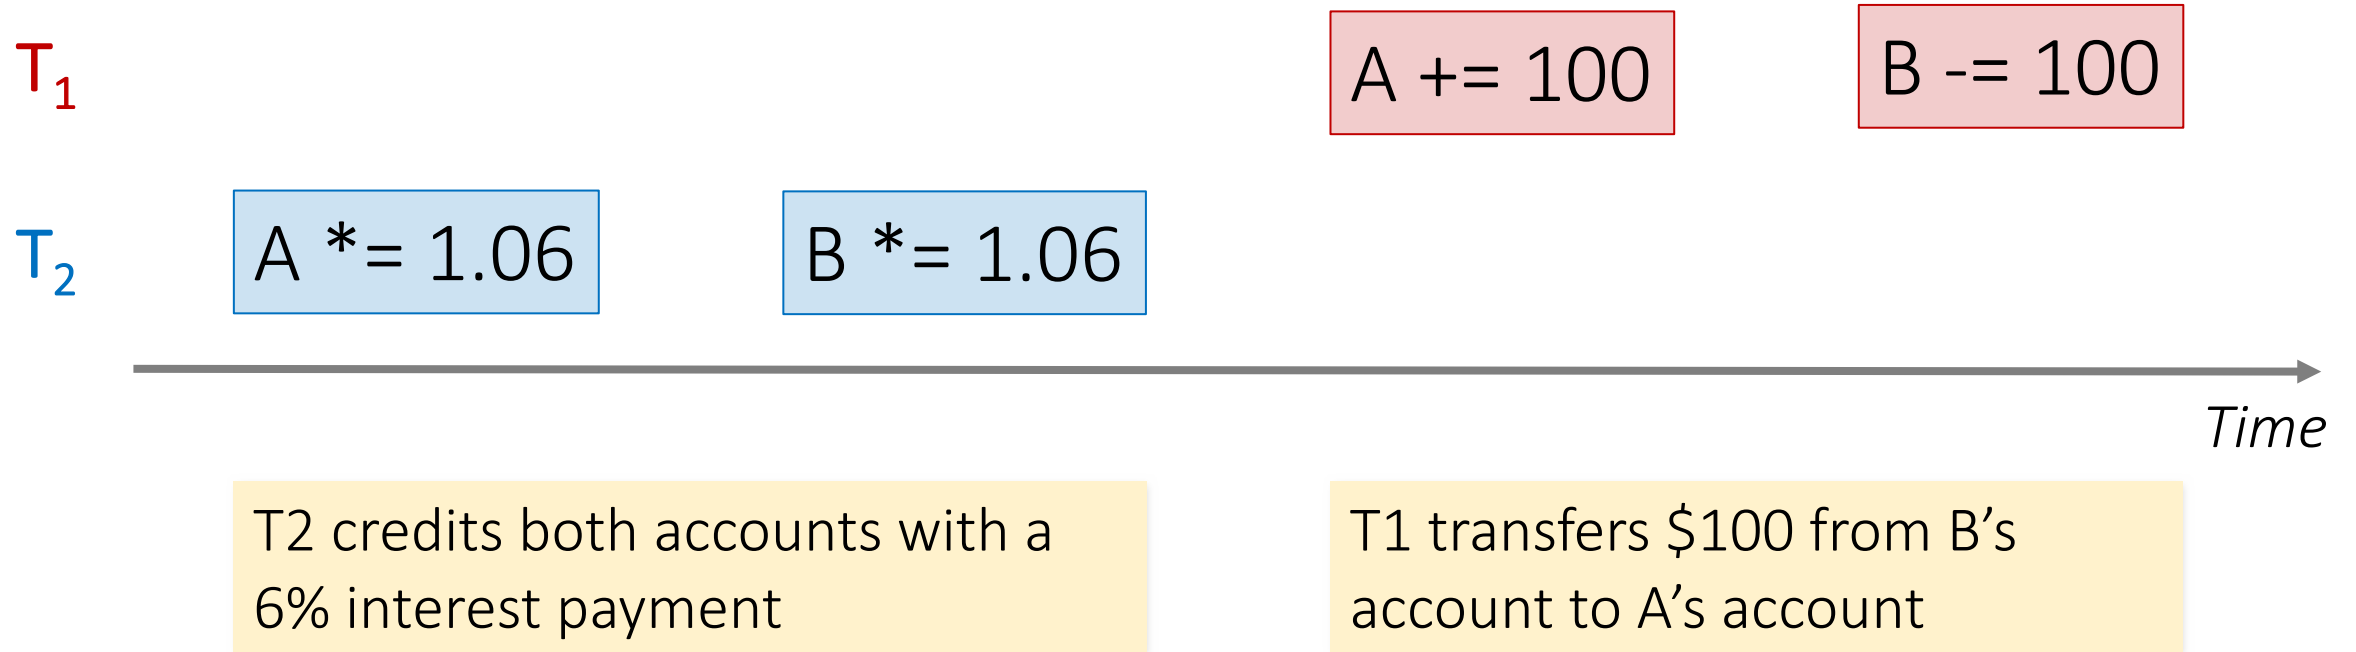 T1 A += 100 B -= 100
T2 A *= 1.06 B *= 1.06
Time
T2 credits both accounts with a
6% interest payment
T1 transfers $100 from B’s
account to A’s account